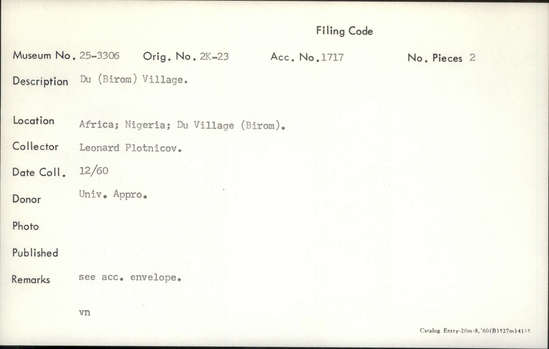 Filing Code
Museum No. 25-3306 Orig. No. 2K-23 Acc. No. 1717 No. Pieces 2
Description Du (Birom) Village.
Location Africa; Nigeria; Du Village (Birom).
Collector Leonard Plotnicov.
Date Coll. 12/60
Donor Univ. Appro.
Photo
Published
Remarks see acc. envelope.
vn
Catalog Entry